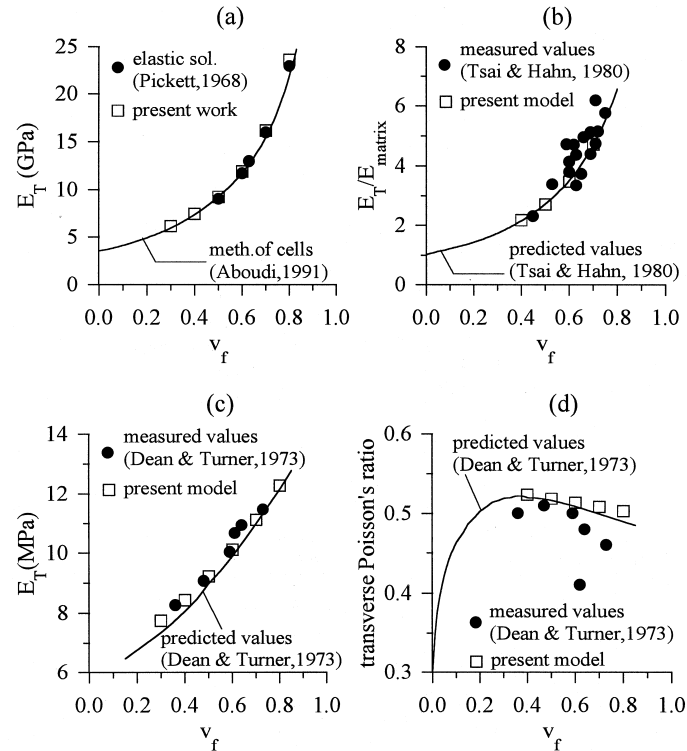 (a)
25
20
15
10
5
0
E_T (GPa)
elastic sol.
(Pickett,1968)
present work
meth.of cells
(Aboudi,1991)
0.0 0.2 0.4 0.6 0.8 1.0
v_f
(b)
8
6
4
2
0
E_T/E_matrix
measured values
(Tsai & Hahn, 1980)
present model
predicted values
(Tsai & Hahn, 1980)
0.0 0.2 0.4 0.6 0.8 1.0
v_f
(c)
14
12
10
8
6
E_T(MPa)
measured values
(Dean & Turner,1973)
present model
predicted values
(Dean & Turner,1973)
0.0 0.2 0.4 0.6 0.8 1.0
v_f
(d)
0.6
0.5
0.4
0.3
transverse Poisson's ratio
predicted values
(Dean & Turner,1973)
measured values
(Dean & Turner,1973)
present model
0.0 0.2 0.4 0.6 0.8 1.0
v_f